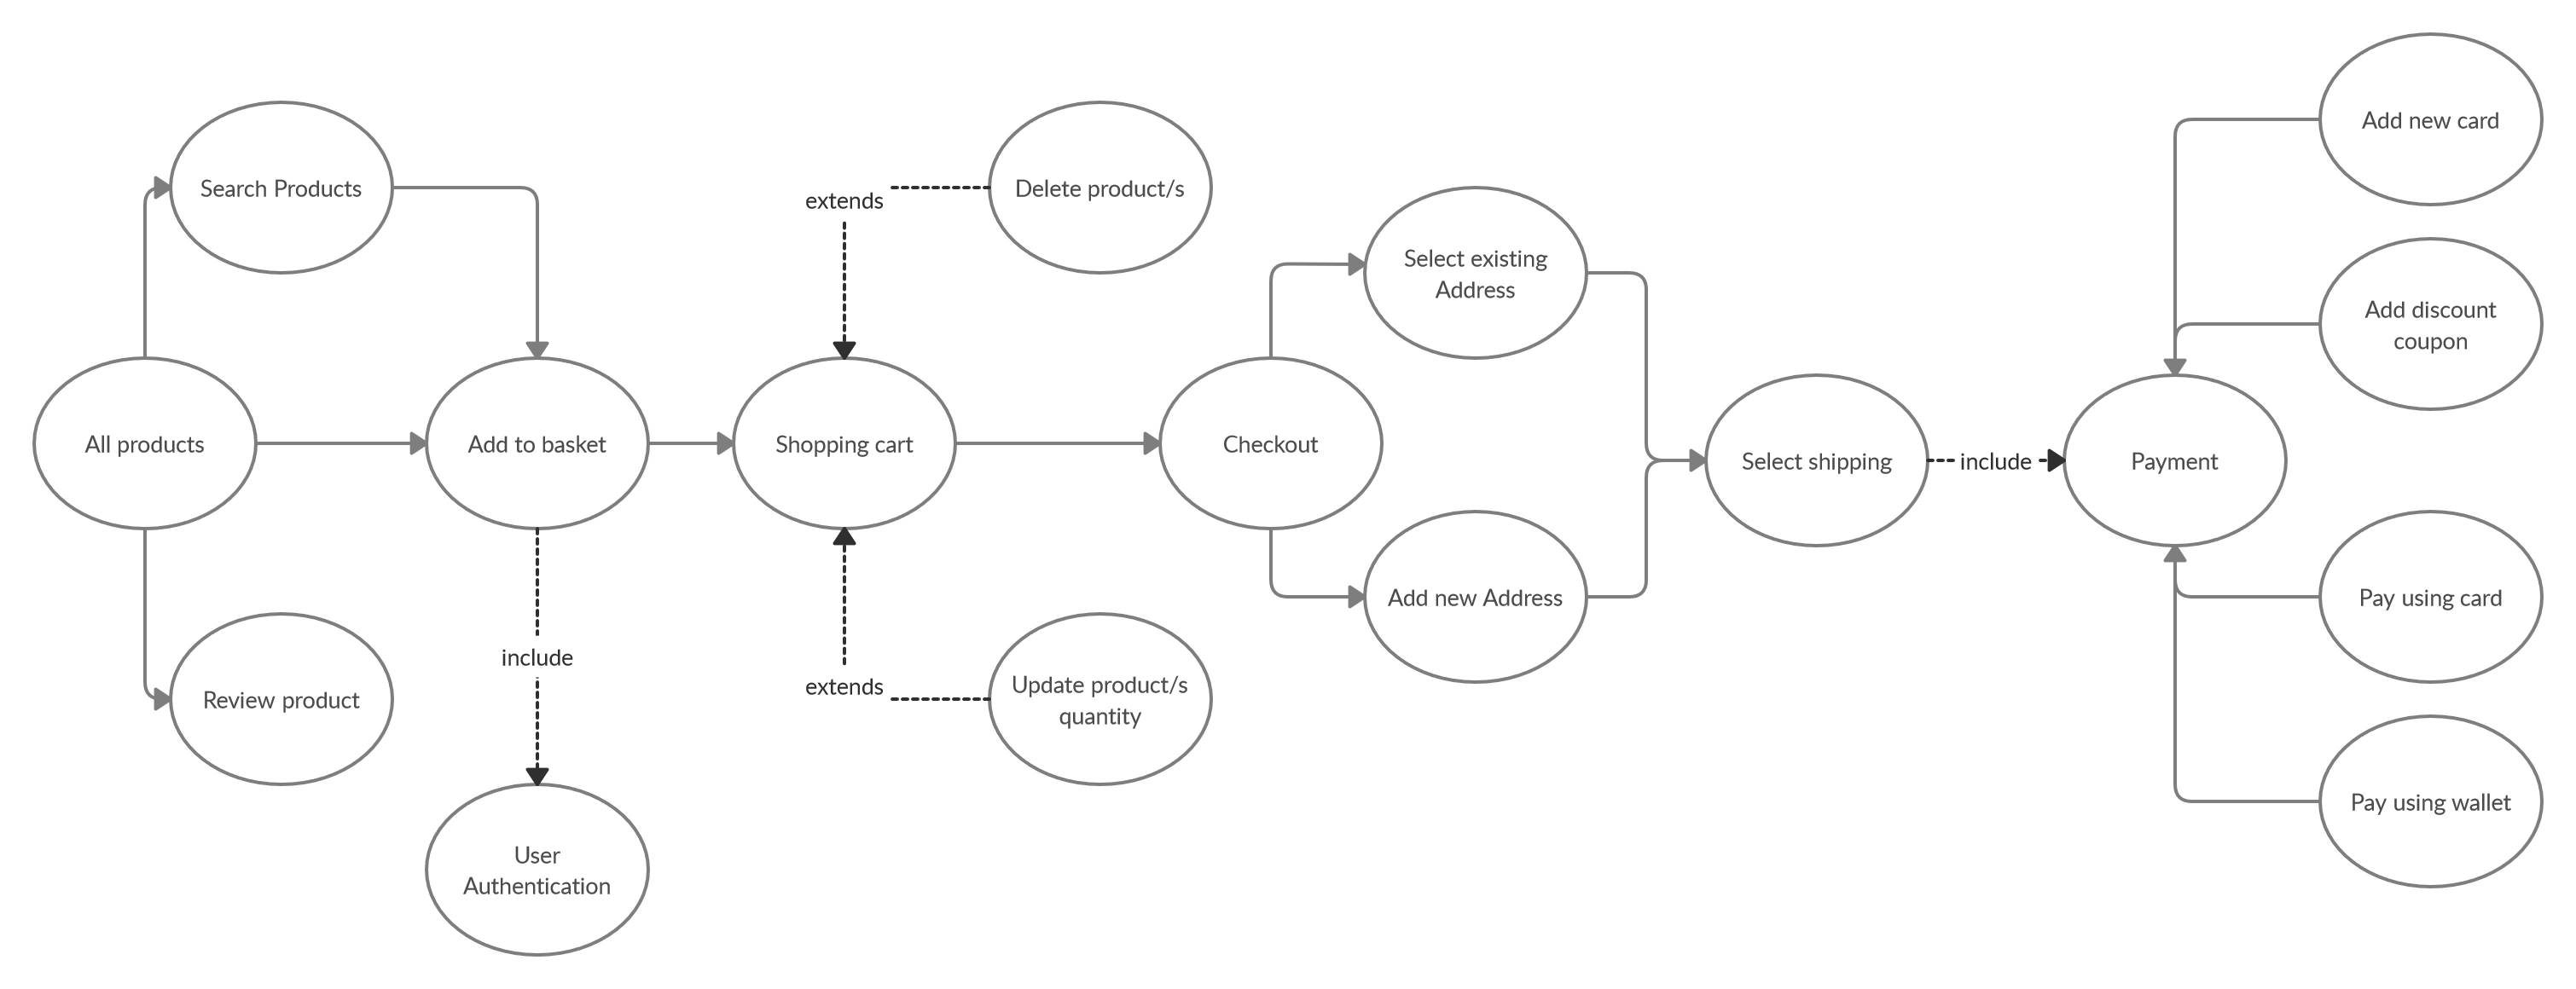 Add new card
Search Products
extends
Delete product/s
Select existing
Address
Add discount
coupon
All products
Add to basket
Shopping cart
Checkout
Select shipping
include
Payment
Add new Address
Pay using card
include
Review product
extends
Update product/s
quantity
Pay using wallet
User
Authentication